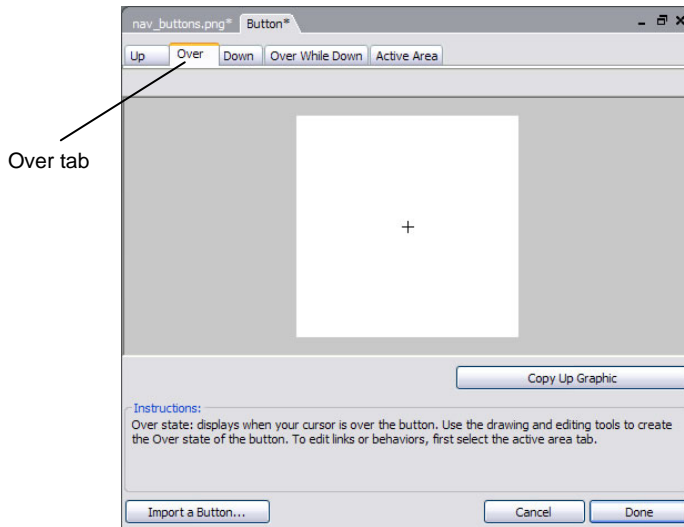 nav_buttons.png* Button*
Up Over Down Over While Down Active Area
Over tab
Copy Up Graphic
Instructions:
Over state: displays when your cursor is over the button. Use the drawing and editing tools to create
the Over state of the button. To edit links or behaviors, first select the active area tab.
Import a Button... Cancel Done